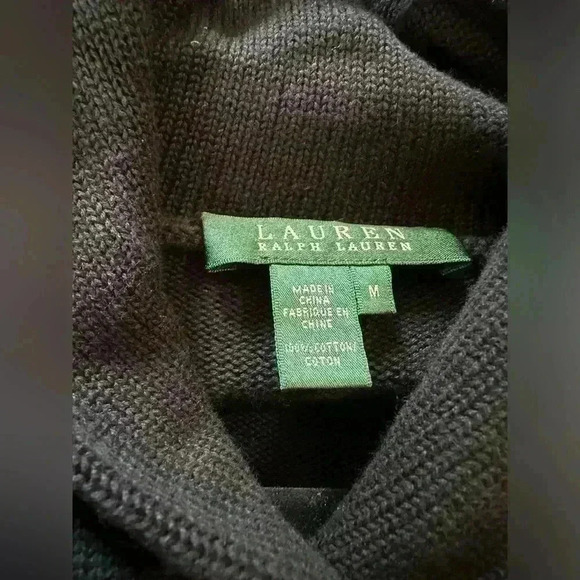 LAUREN
RALPH LAUREN
M
MADE IN
CHINA
FABRIQUE EN
CHINE
100% COTTON/
COTON